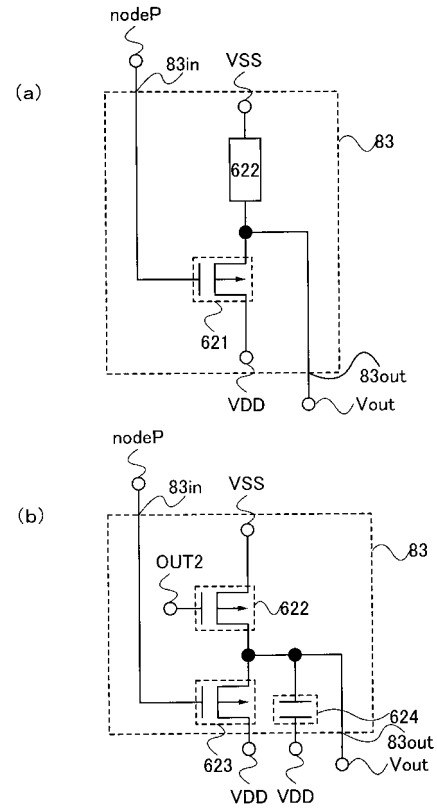 nodeP
83in
VSS
(a)
83
622
621
83out
VDD
Vout
nodeP
83in
VSS
(b)
83
OUT2
622
624
623
83out
VDD
VDD
Vout